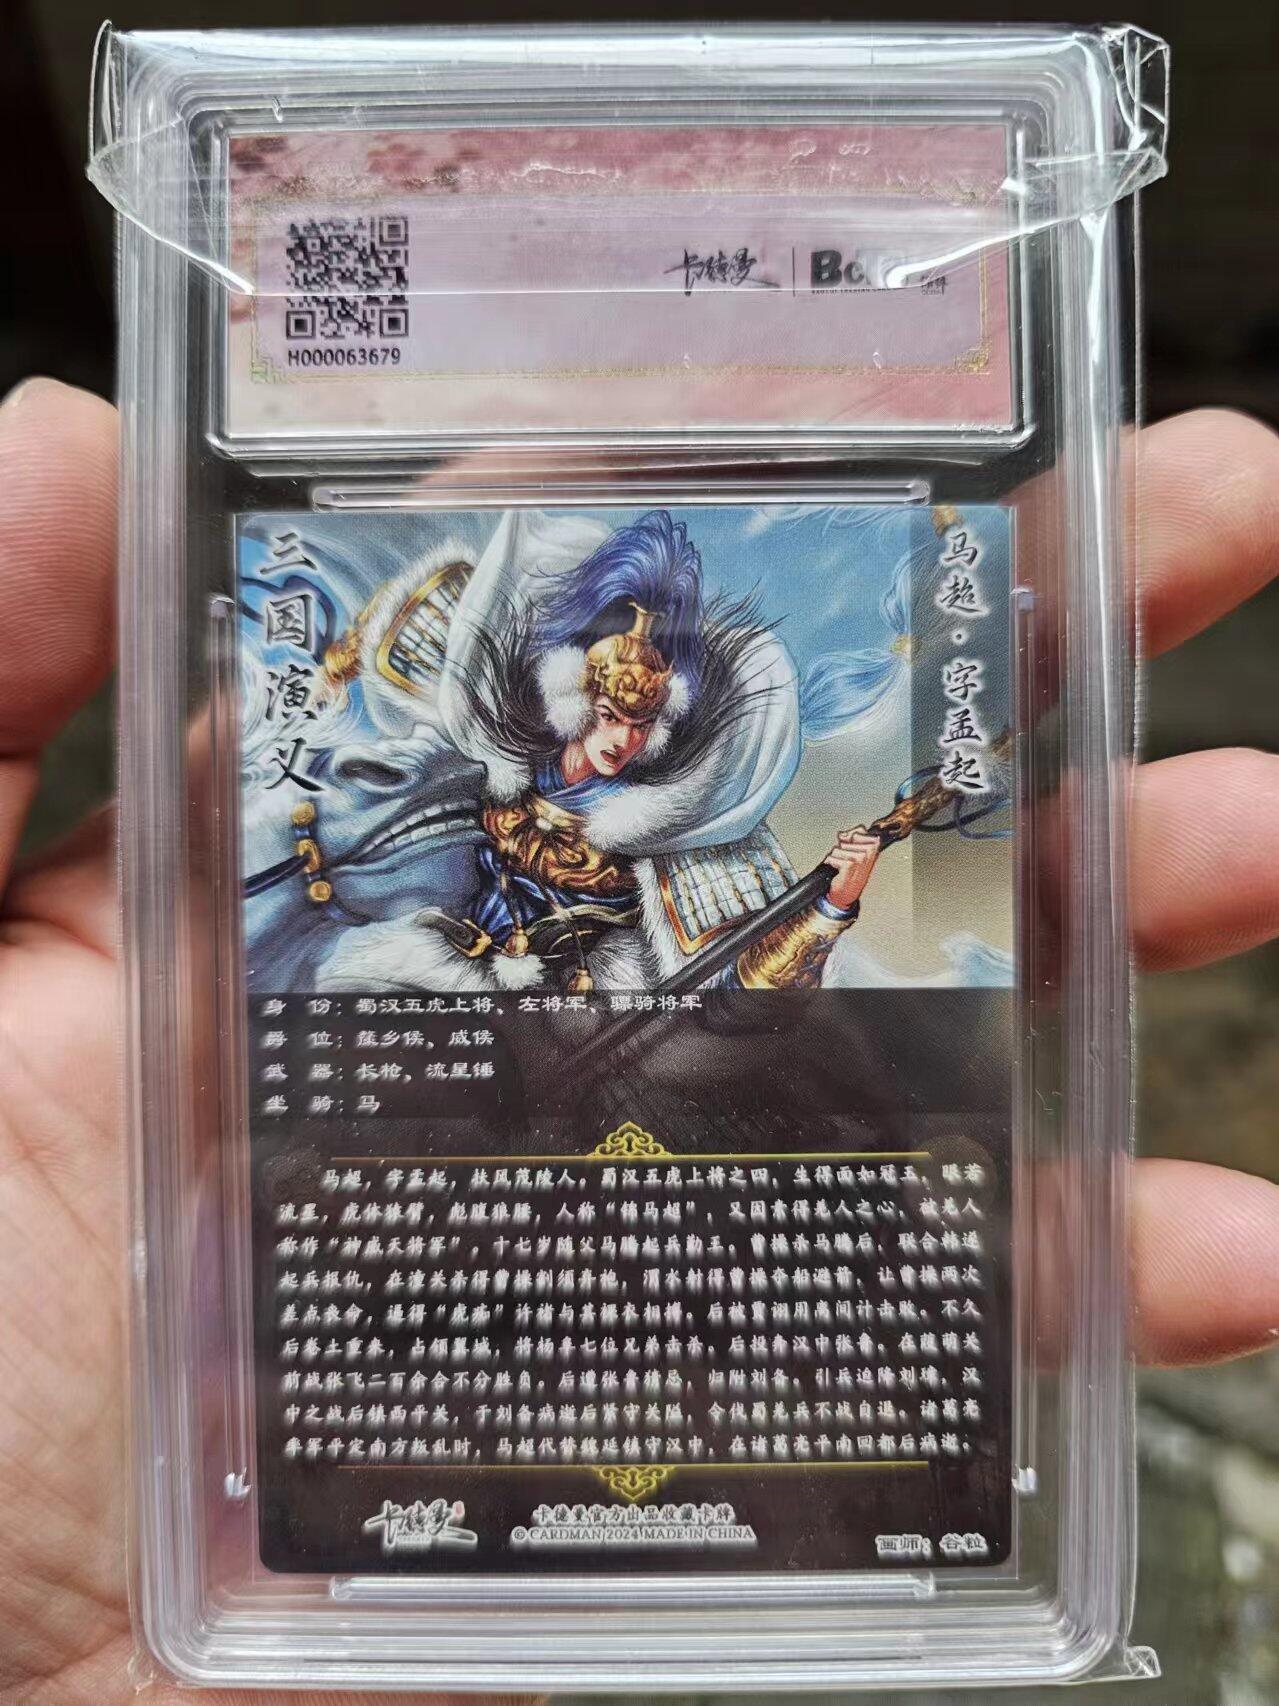 卡德曼
H000063679
三国演义
马超·字孟起
身 份：蜀汉五虎上将、左将军、骠骑将军
爵 位：斄乡侯、威侯
武 器：长枪、流星锤
坐 骑：马
马超，字孟起，扶风茂陵人。蜀汉五虎上将之四，生得面如冠玉，眼若
流星，虎体猿臂，彪腹狼腰，人称“锦马超”，又因素得羌人之心，被羌人
称作“神威天将军”，十七岁随父马腾起兵勤王。曹操杀马腾后，联合韩遂
起兵报仇，在潼关杀得曹操割须弃袍，渭水射得曹操夺船避箭，让曹操两次
差点丧命，逼得“虎痴”许褚与其裸衣相搏。后被贾诩用离间计击败。不久
后卷土重来，占领冀城，将杨阜七位兄弟击杀。后投奔汉中张鲁。在葭萌关
前战张飞二百余合不分胜负。后遭张鲁猜忌，归附刘备。引兵迫降刘璋，汉
中之战后镇西平关，于刘备病逝后紧守关隘，令伐蜀羌兵不战自退。诸葛亮
率军平定南方叛乱时，马超代替魏延镇守汉中，在诸葛亮平南回都后病逝。
卡德曼
卡德曼官方出品收藏卡牌
© CARDMAN 2024 MADE IN CHINA
画师：谷粒